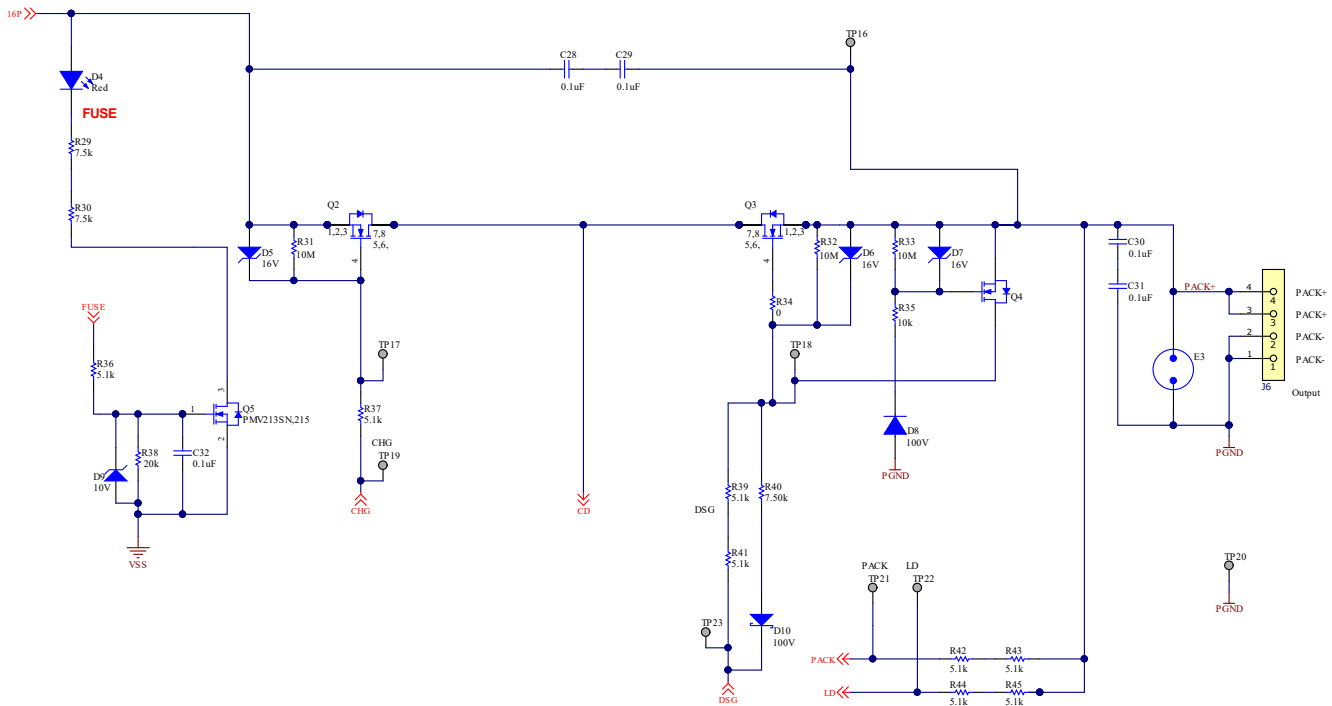 16P
D4
Red
FUSE
R29
7.5k
R30
7.5k
C28
0.1uF
C29
0.1uF
TP16
Q2
1,2,3
7,8
5,6,
4
D5
16V
R31
10M
Q3
7,8
5,6,
1,2,3
4
R32
10M
D6
16V
R33
10M
D7
16V
Q4
R34
0
R35
10k
C30
0.1uF
C31
0.1uF
PACK+
4
4
PACK+
3
3
PACK+
2
2
PACK-
1
1
PACK-
J6
Output
E3
PGND
FUSE
R36
5.1k
1
3
2
Q5
PMV213SN,215
D9
10V
R38
20k
C32
0.1uF
VSS
TP17
R37
5.1k
CHG
TP19
CHG
CD
TP18
D8
100V
PGND
R39
5.1k
R40
7.50k
DSG
R41
5.1k
TP23
D10
100V
DSG
PACK
TP21
LD
TP22
PACK
R42
5.1k
R43
5.1k
LD
R44
5.1k
R45
5.1k
TP20
PGND